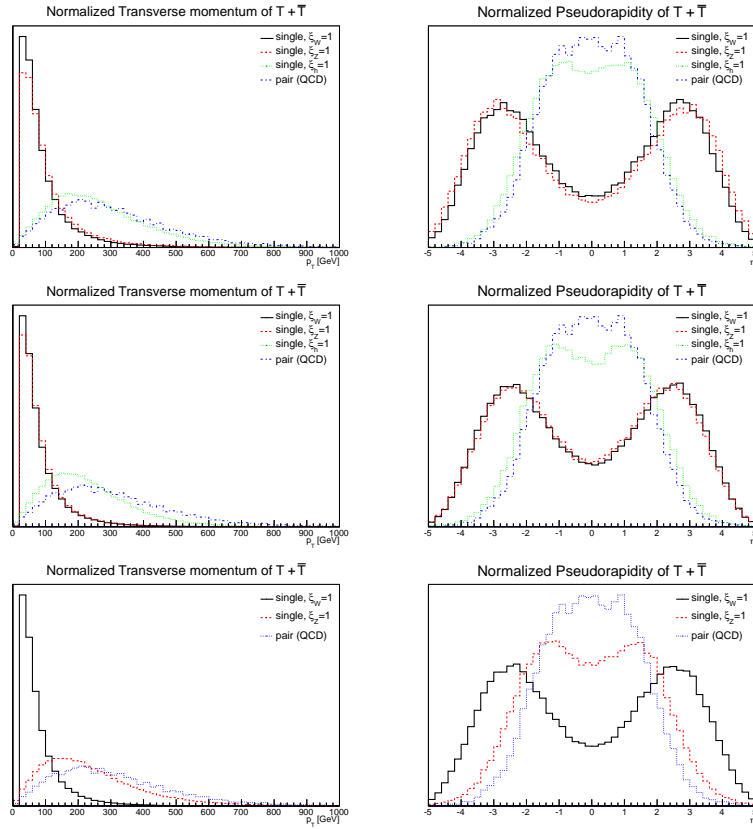 Normalized Transverse momentum of T + T̅
single, ξW=1
single, ξZ=1
single, ξh=1
pair (QCD)
0 100 200 300 400 500 600 700 800 900 1000
pT [GeV]
Normalized Pseudorapidity of T + T̅
single, ξW=1
single, ξZ=1
single, ξh=1
pair (QCD)
-5 -4 -3 -2 -1 0 1 2 3 4 5
Normalized Transverse momentum of T + T̅
single, ξW=1
single, ξZ=1
single, ξh=1
pair (QCD)
0 100 200 300 400 500 600 700 800 900 1000
pT [GeV]
Normalized Pseudorapidity of T + T̅
single, ξW=1
single, ξZ=1
single, ξh=1
pair (QCD)
-5 -4 -3 -2 -1 0 1 2 3 4 5
Normalized Transverse momentum of T + T̅
single, ξW=1
single, ξZ=1
pair (QCD)
0 100 200 300 400 500 600 700 800 900 1000
pT [GeV]
Normalized Pseudorapidity of T + T̅
single, ξW=1
single, ξZ=1
pair (QCD)
-5 -4 -3 -2 -1 0 1 2 3 4 5